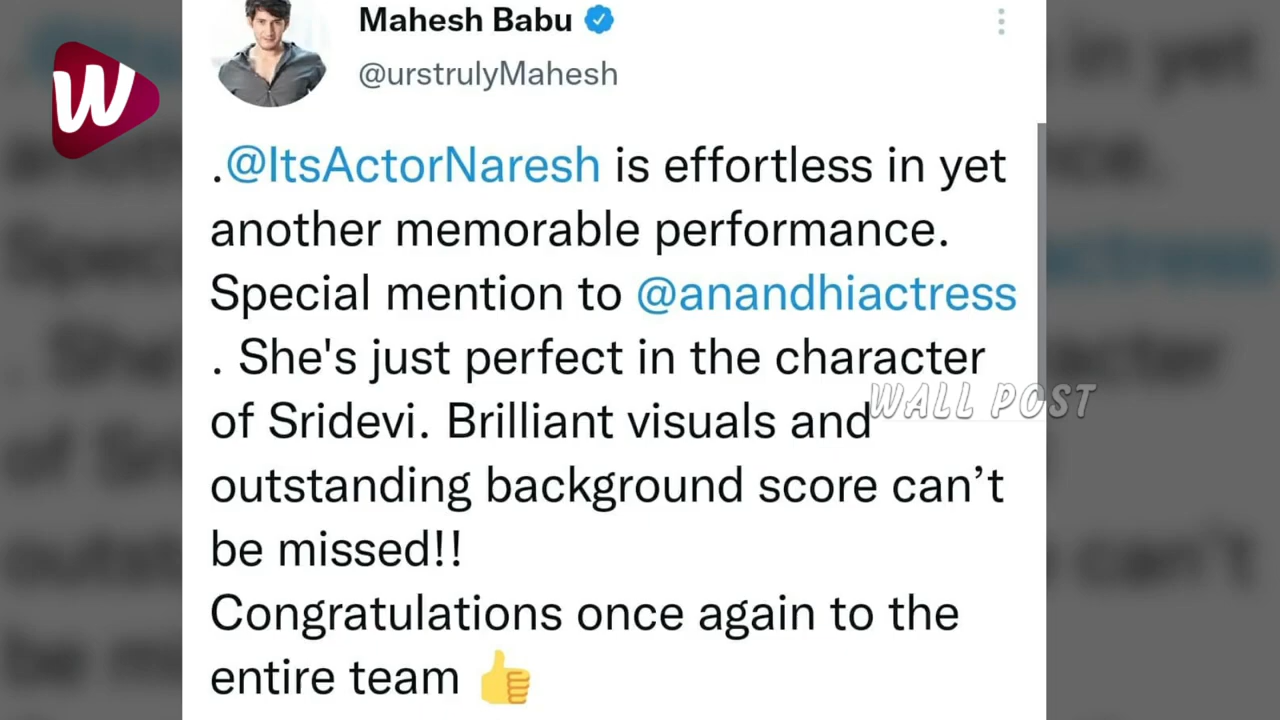 Mahesh Babu
@urstrulyMahesh
W
.@ItsActorNaresh is effortless in yet
another memorable performance.
Special mention to @anandhiactress
. She's just perfect in the character
of Sridevi. Brilliant visuals and
WALL POST
outstanding background score can’t
be missed!!
Congratulations once again to the
entire team 👍